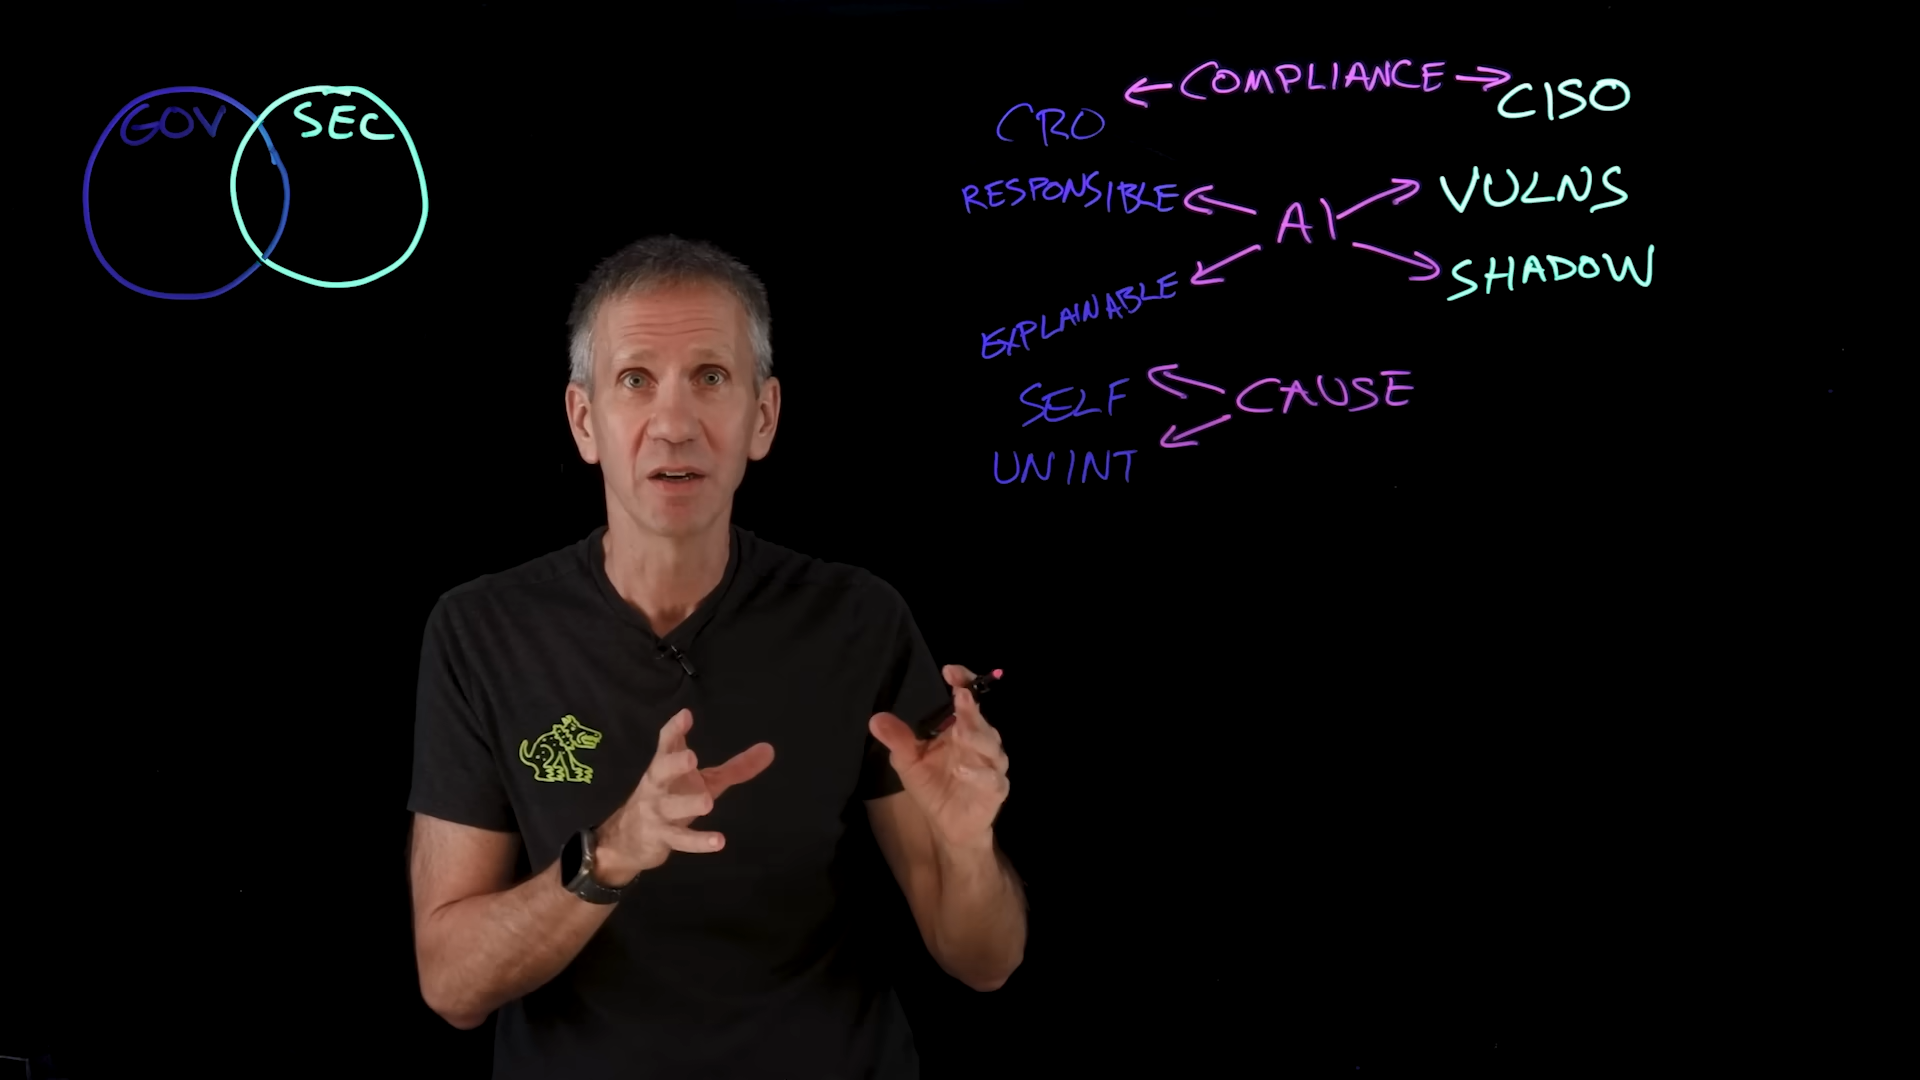 GOV SEC
CRO ← COMPLIANCE → CISO
RESPONSIBLE ← AI → VULNS
EXPLAINABLE SHADOW
SELF ← CAUSE
UNINT